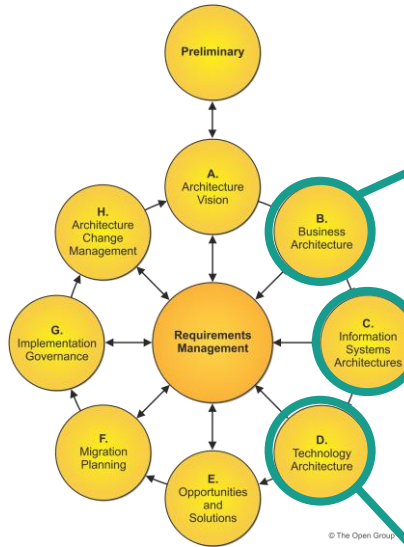 Preliminary
A.
Architecture
Vision
B.
Business
Architecture
C.
Information
Systems
Architectures
D.
Technology
Architecture
E.
Opportunities
and
Solutions
F.
Migration
Planning
G.
Implementation
Governance
H.
Architecture
Change
Management
Requirements
Management
© The Open Group